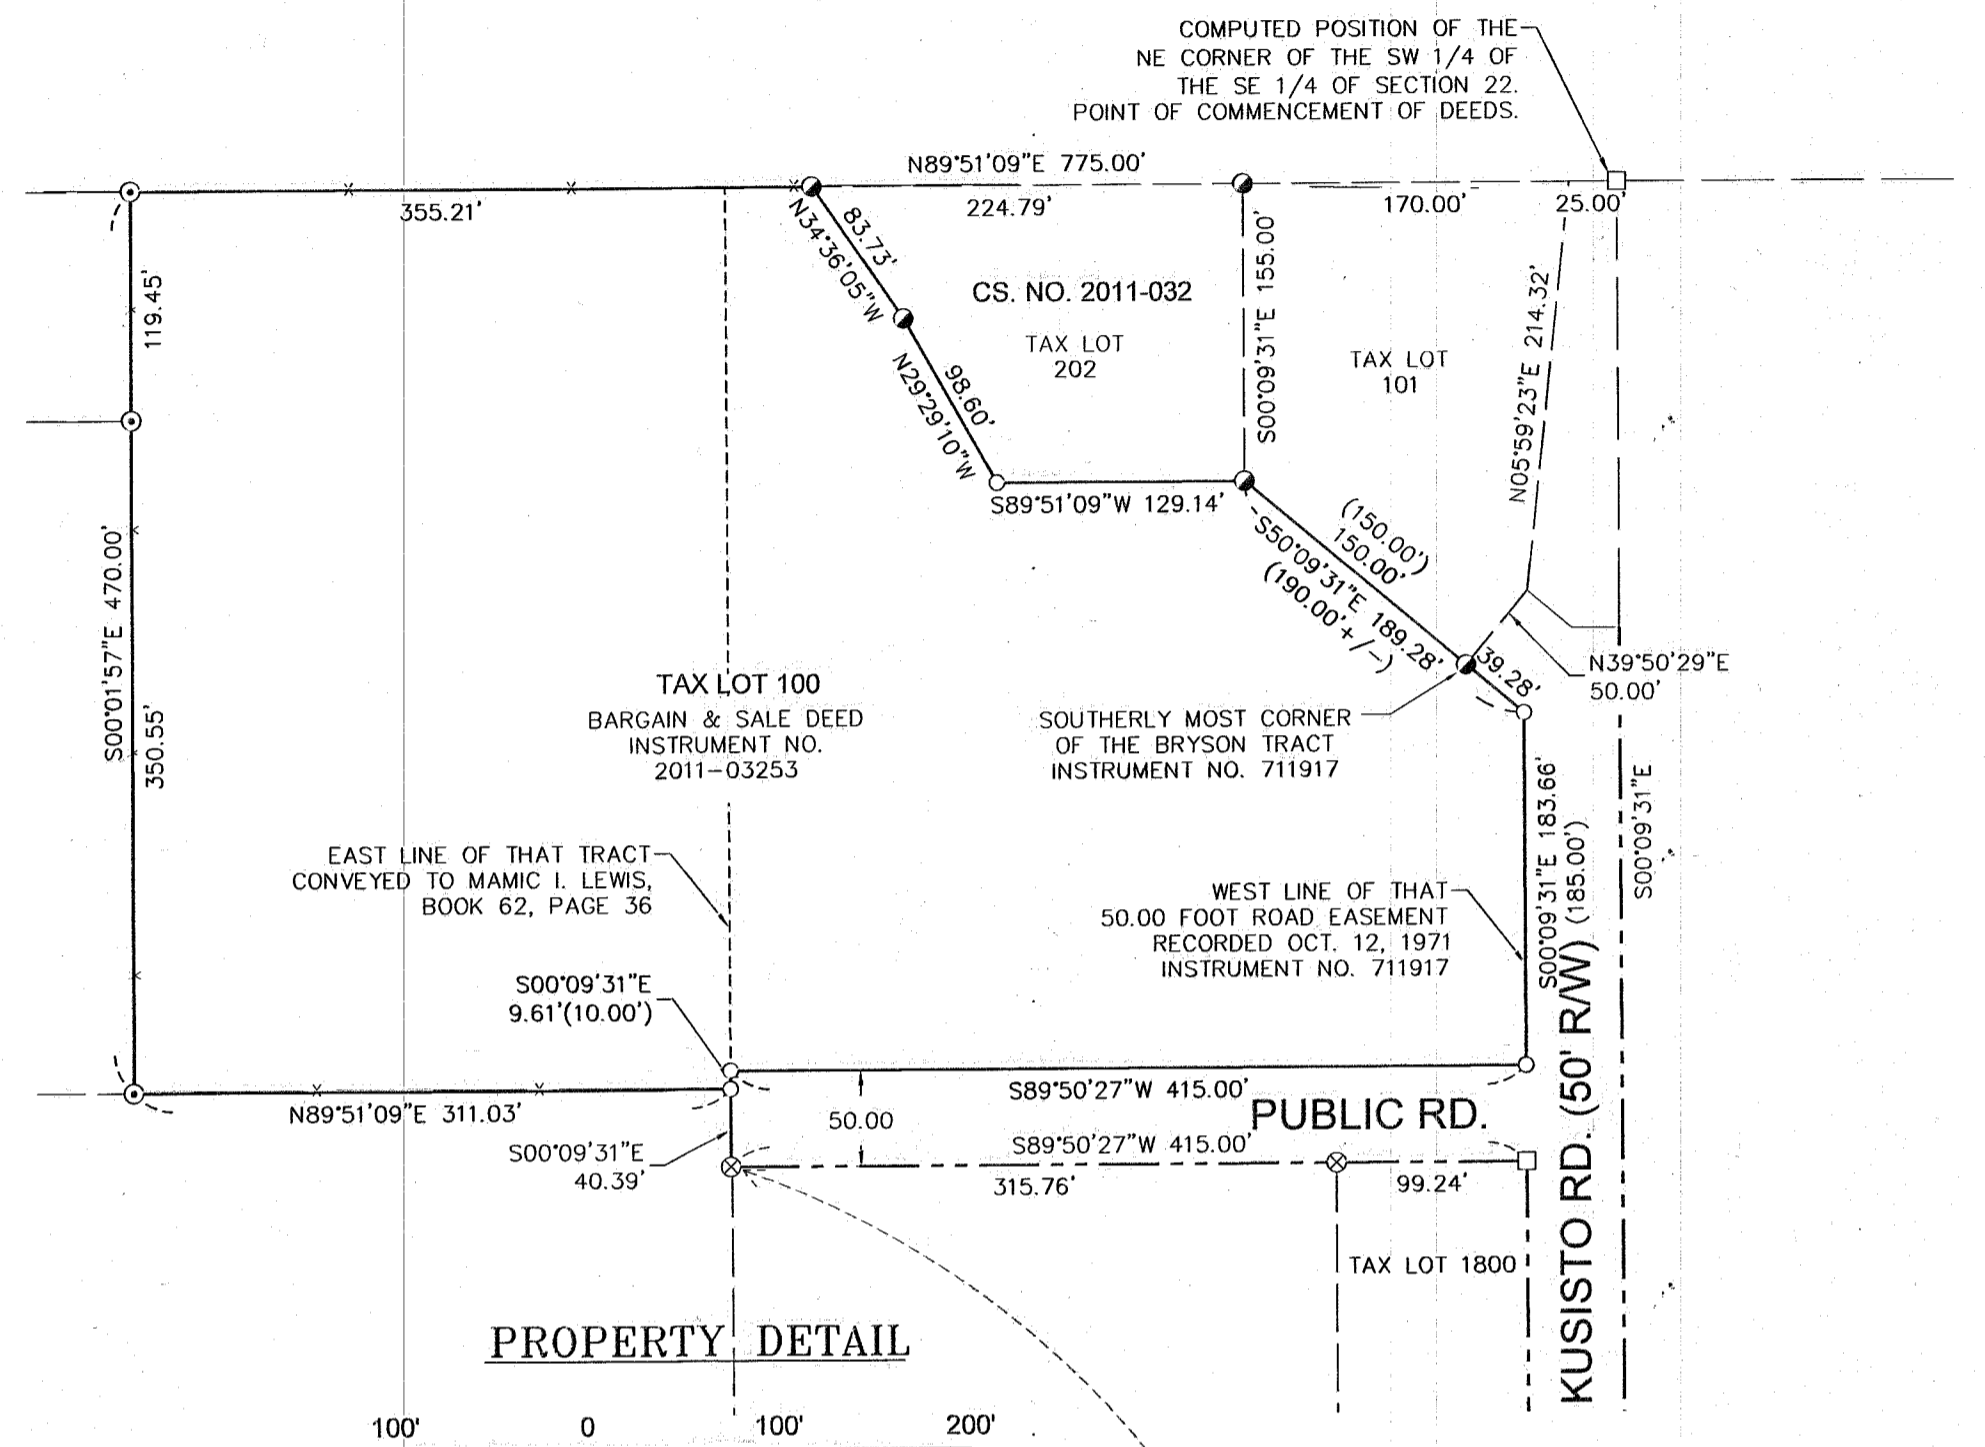 COMPUTED POSITION OF THE
NE CORNER OF THE SW 1/4 OF
THE SE 1/4 OF SECTION 22.
POINT OF COMMENCEMENT OF DEEDS.
N89°51'09"E 775.00'
355.21'
224.79'
170.00'
25.00'
83.73'
N34°36'05"W
119.45'
CS. NO. 2011-032
TAX LOT
202
S00°09'31"E 155.00'
TAX LOT
101
N05°59'23"E 214.32'
98.60'
N29°29'10"W
S89°51'09"W 129.14'
(150.00')
150.00'
S50°09'31"E 189.28'
(190.00'+/-)
39.28'
N39°50'29"E
50.00'
S00°01'57"E 470.00'
350.55'
TAX LOT 100
BARGAIN & SALE DEED
INSTRUMENT NO.
2011-03253
SOUTHERLY MOST CORNER
OF THE BRYSON TRACT
INSTRUMENT NO. 711917
EAST LINE OF THAT TRACT
CONVEYED TO MAMIC I. LEWIS,
BOOK 62, PAGE 36
WEST LINE OF THAT
50.00 FOOT ROAD EASEMENT
RECORDED OCT. 12, 1971
INSTRUMENT NO. 711917
S00°09'31"E 183.66'
(185.00')
S00°09'31"E
S00°09'31"E
9.61'(10.00')
N89°51'09"E 311.03'
S89°50'27"W 415.00'
50.00
PUBLIC RD.
S00°09'31"E
40.39'
S89°50'27"W 415.00'
315.76'
99.24'
TAX LOT 1800
KUSISTO RD. (50' R/W)
PROPERTY DETAIL
100' 0 100' 200'